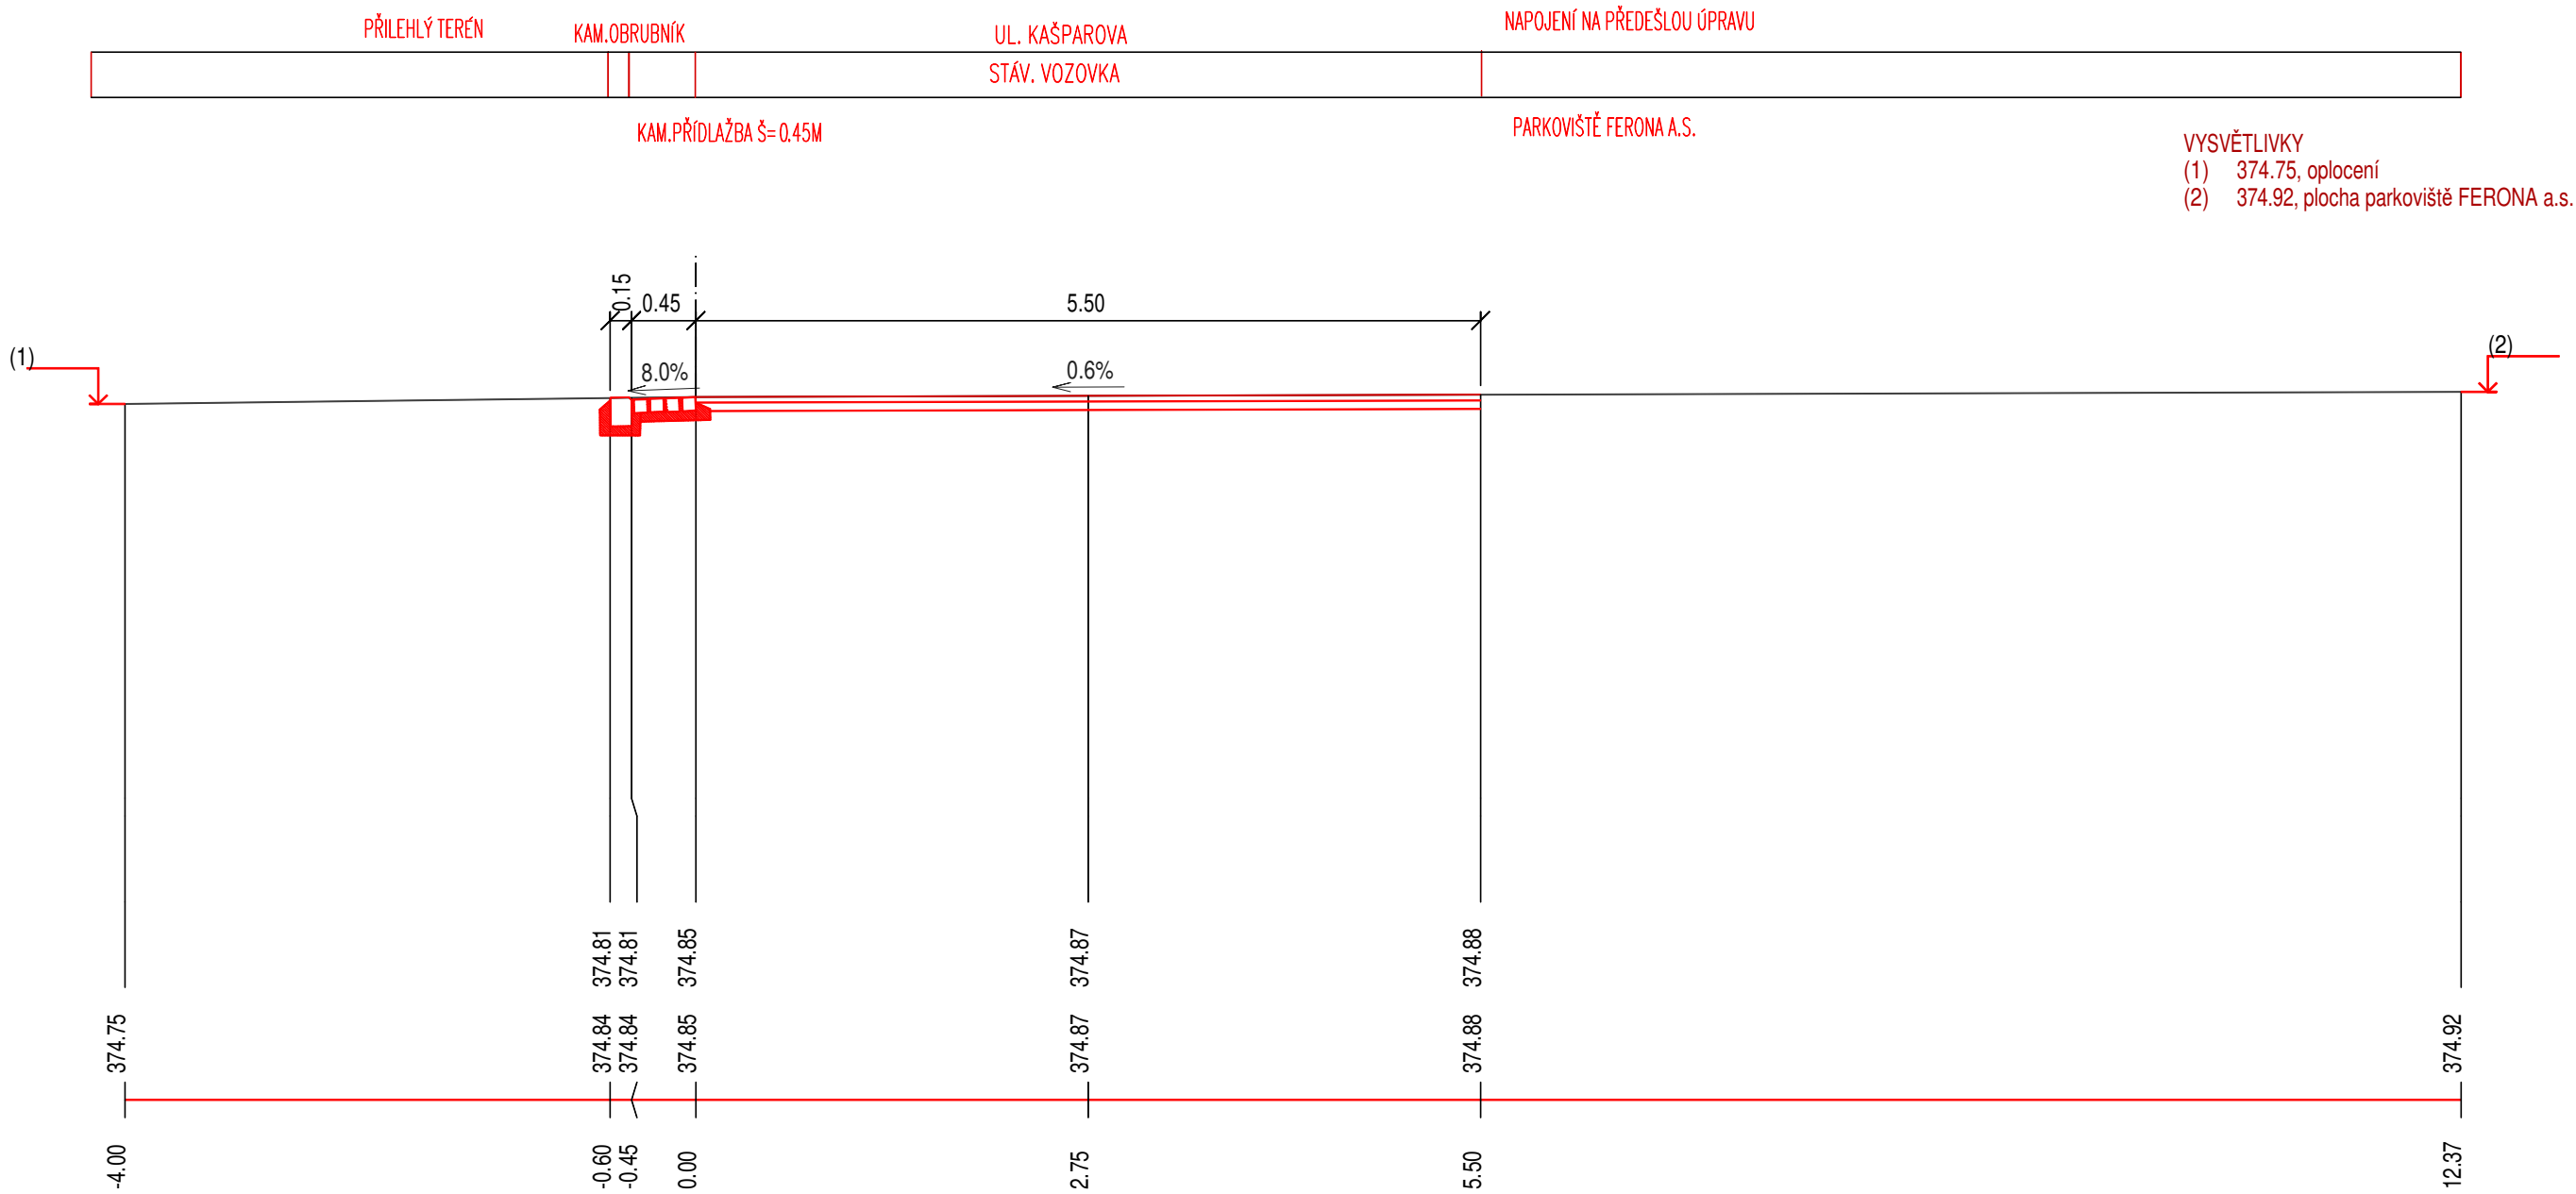 PŘILEHLÝ TERÉN
KAM.OBRUBNÍK
UL. KAŠPAROVA
NAPOJENÍ NA PŘEDEŠLOU ÚPRAVU
STÁV. VOZOVKA
KAM.PŘÍDLAŽBA Š= 0.45M
PARKOVIŠTĚ FERONA A.S.
VYSVĚTLIVKY
(1) 374.75, oplocení
(2) 374.92, plocha parkoviště FERONA a.s.
0.15
0.45
5.50
(1)
8.0%
0.6%
(2)
374.81
374.81
374.85
374.87
374.88
374.75
374.84
374.84
374.85
374.87
374.88
374.92
-4.00
-0.60
-0.45
0.00
2.75
5.50
12.37